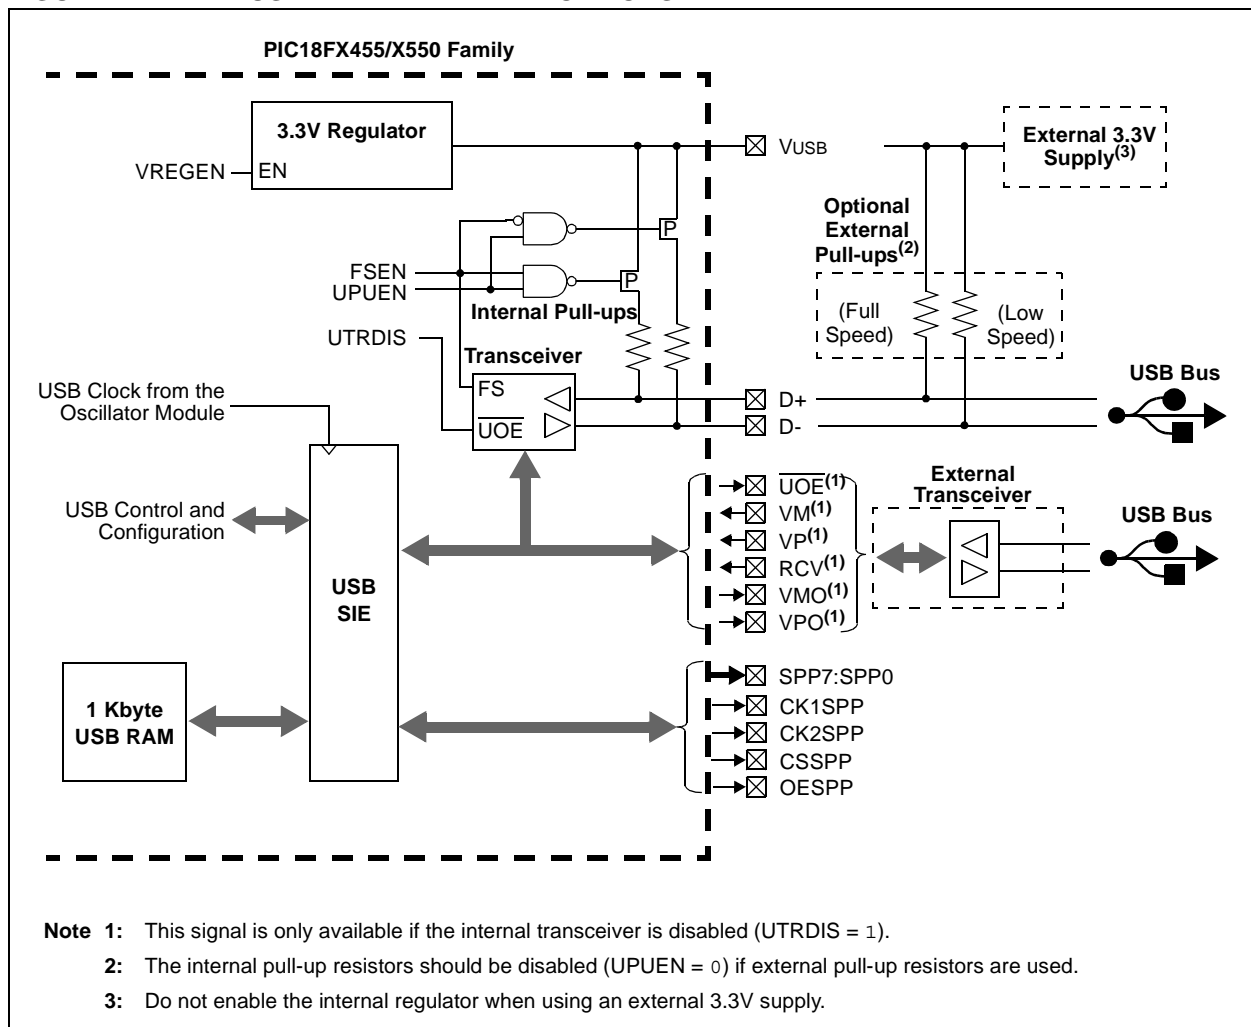 PIC18FX455/X550 Family
3.3V Regulator
VREGEN
EN
VUSB
External 3.3V
Supply(3)
Optional
External
Pull-ups(2)
P
FSEN
UPUEN
P
Internal Pull-ups
(Full
Speed)
(Low
Speed)
UTRDIS
Transceiver
FS
UOE
USB Clock from the
Oscillator Module
D+
D-
USB Bus
USB Control and
Configuration
UOE(1)
VM(1)
VP(1)
RCV(1)
VMO(1)
VPO(1)
External
Transceiver
USB Bus
USB
SIE
1 Kbyte
USB RAM
SPP7:SPP0
CK1SPP
CK2SPP
CSSPP
OESPP
Note 1: This signal is only available if the internal transceiver is disabled (UTRDIS = 1).
2: The internal pull-up resistors should be disabled (UPUEN = 0) if external pull-up resistors are used.
3: Do not enable the internal regulator when using an external 3.3V supply.